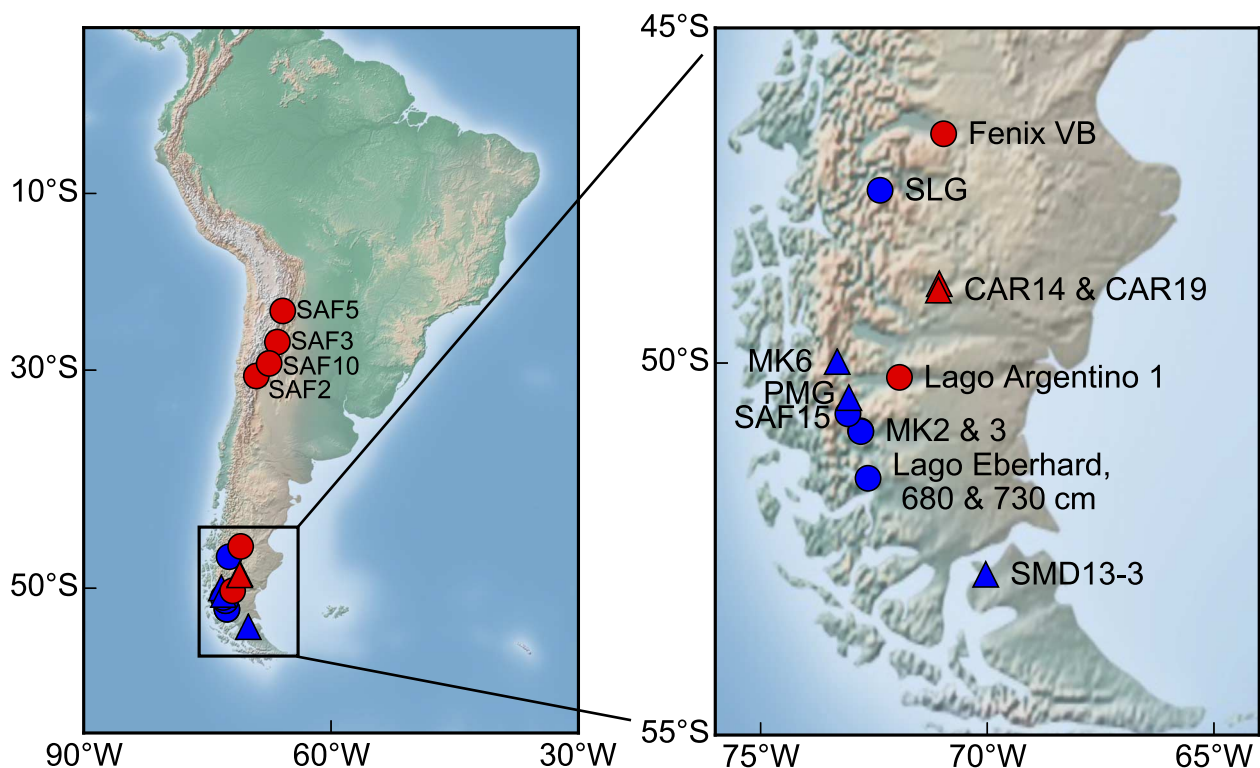 45°S
Fenix VB
10°S
SLG
SAF5
CAR14 & CAR19
SAF3
MK6
50°S
30°S
SAF10
SAF2
Lago Argentino 1
PMG
SAF15
MK2 & 3
Lago Eberhard,
680 & 730 cm
50°S
SMD13-3
55°S
90°W
60°W
30°W
75°W
70°W
65°W